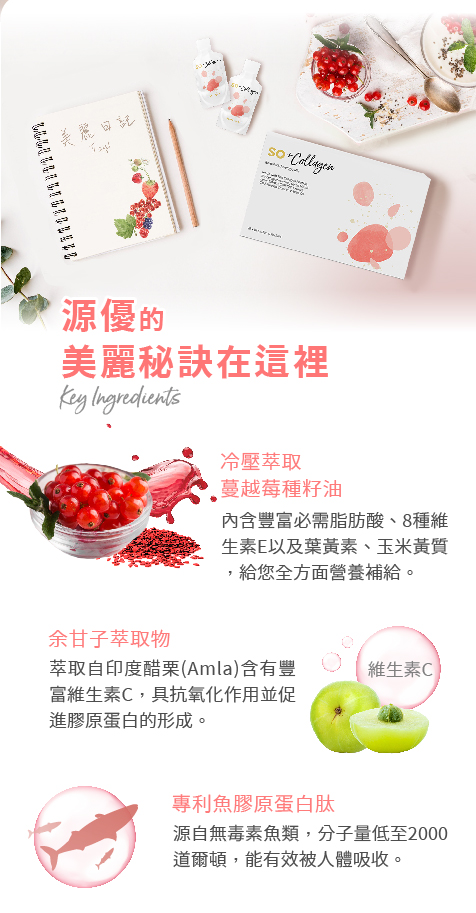 美麗日記
SO
Collagen
SO
Collagen
SO Collagen
源優的
美麗秘訣在這裡
Key Ingredients
冷壓萃取
蔓越莓種籽油
內含豐富必需脂肪酸、8種維
生素E以及葉黃素、玉米黃質
，給您全方面營養補給。
余甘子萃取物
萃取自印度醋栗(Amla)含有豐
富維生素C，具抗氧化作用並促
進膠原蛋白的形成。
維生素C
專利魚膠原蛋白肽
源自無毒素魚類，分子量低至2000
道爾頓，能有效被人體吸收。